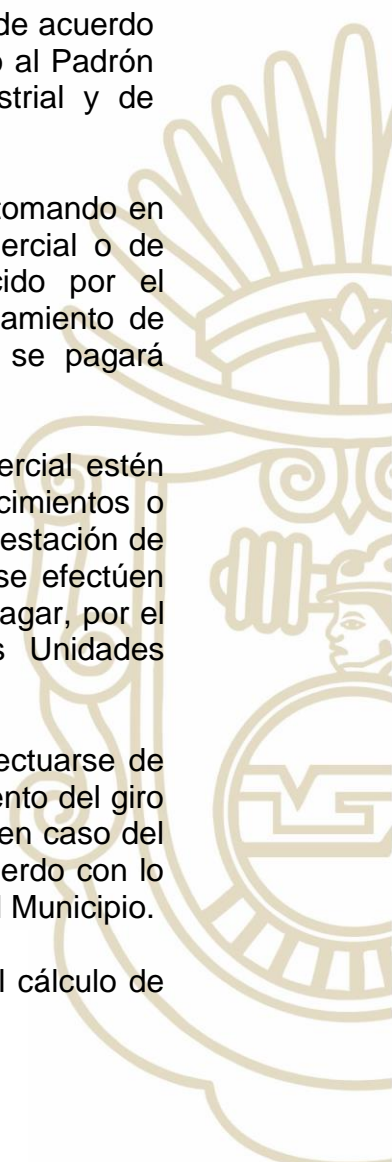 de acuerdo
o al Padrón
strial y de
tomando en
ercial o de
cido por el
amiento de
se pagará
ercial estén
cimientos o
estación de
se efectúen
agar, por el
s Unidades
ectuarse de
ento del giro
en caso del
uerdo con lo
l Municipio.
l cálculo de